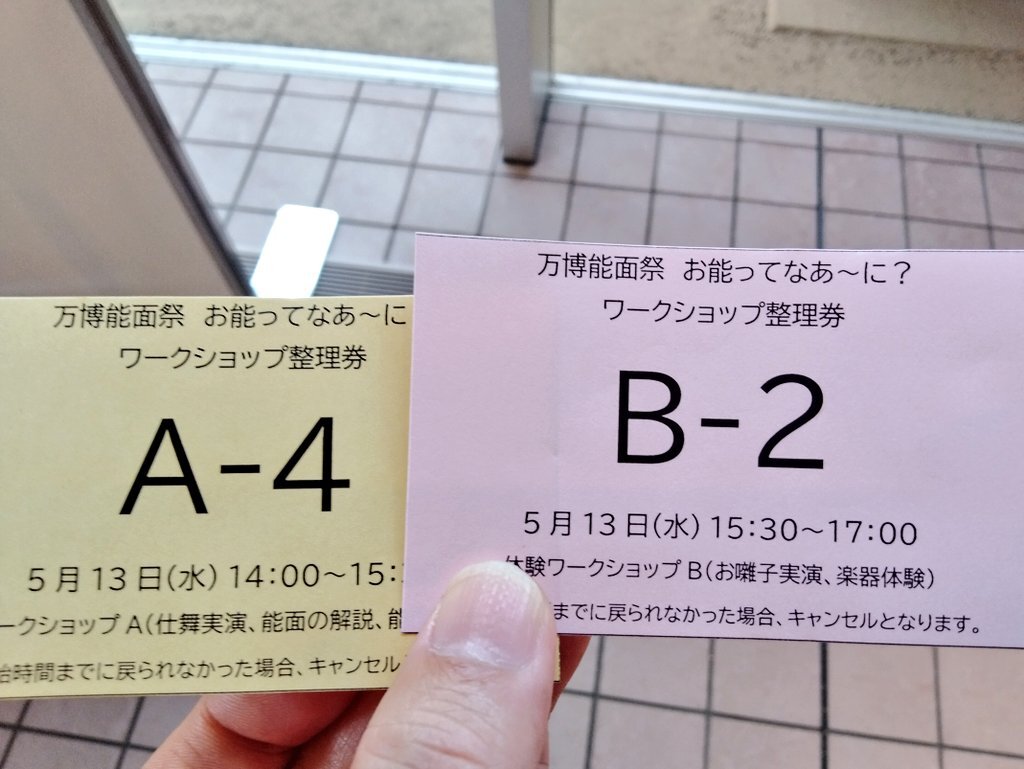 万博能面祭 お能ってなあ～に
ワークショップ整理券
A-4
5月13日(水) 14:00～15:
ークショップA(仕舞実演、能面の解説、能
始時間までに戻られなかった場合、キャンセル
万博能面祭 お能ってなあ～に？
ワークショップ整理券
B-2
5月13日(水) 15:30～17:00
体験ワークショップB(お囃子実演、楽器体験)
までに戻られなかった場合、キャンセルとなります。